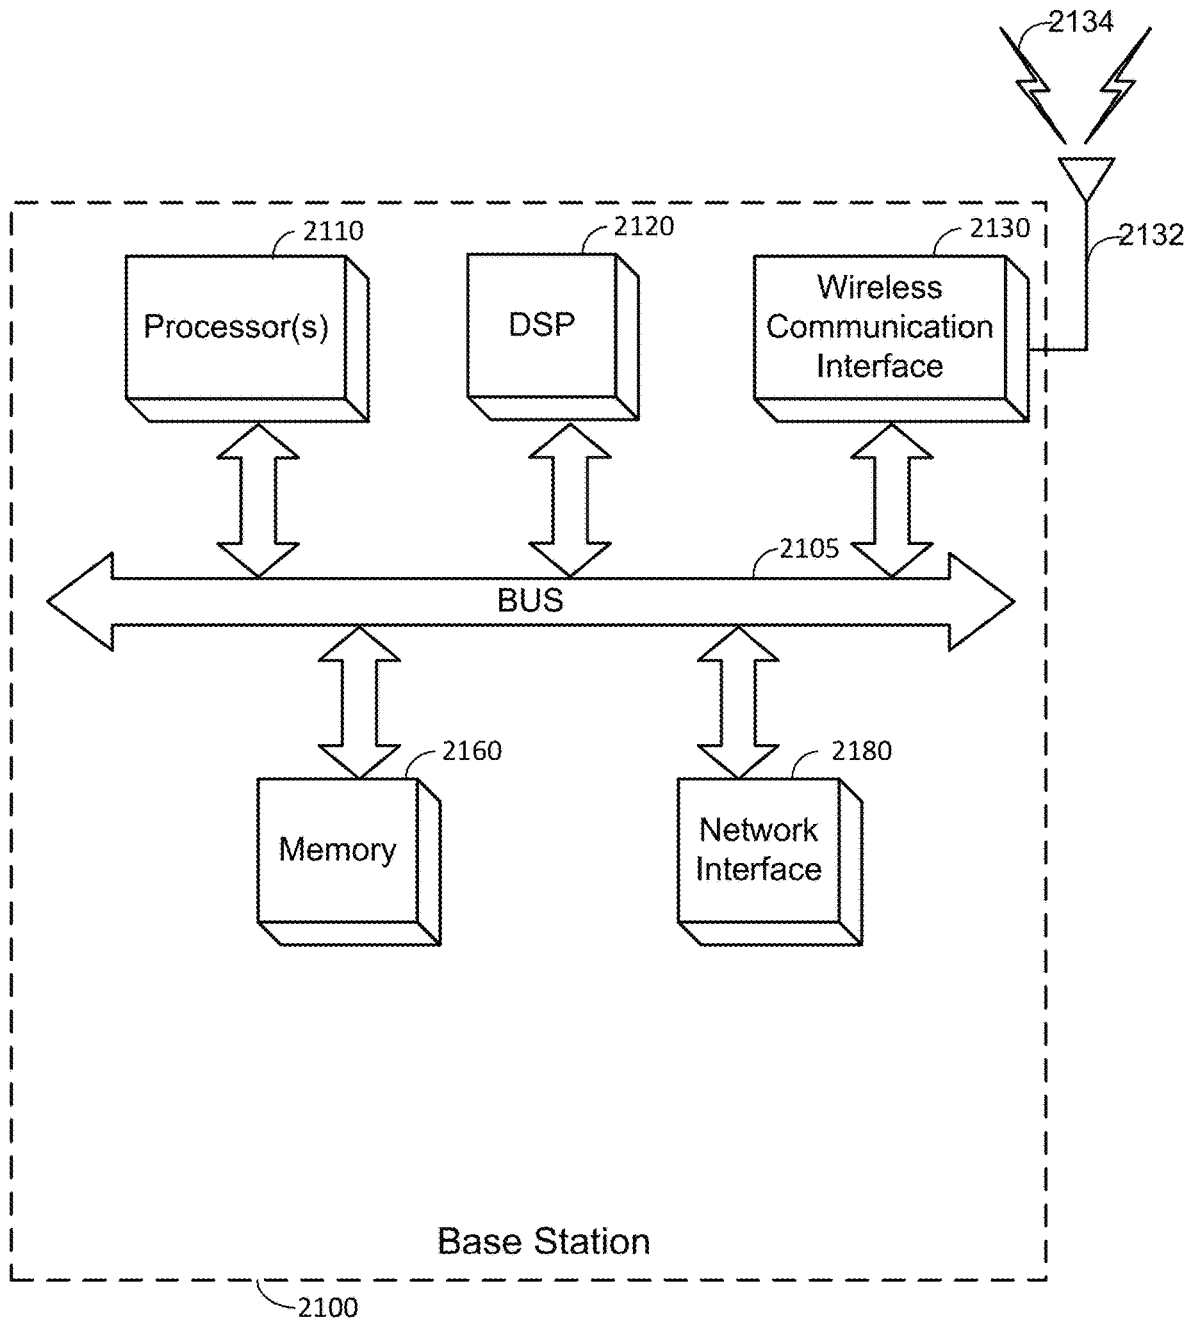 2134
2132
2110
2120
2130
Processor(s)
DSP
Wireless
Communication
Interface
2105
BUS
2160
2180
Memory
Network
Interface
Base Station
2100